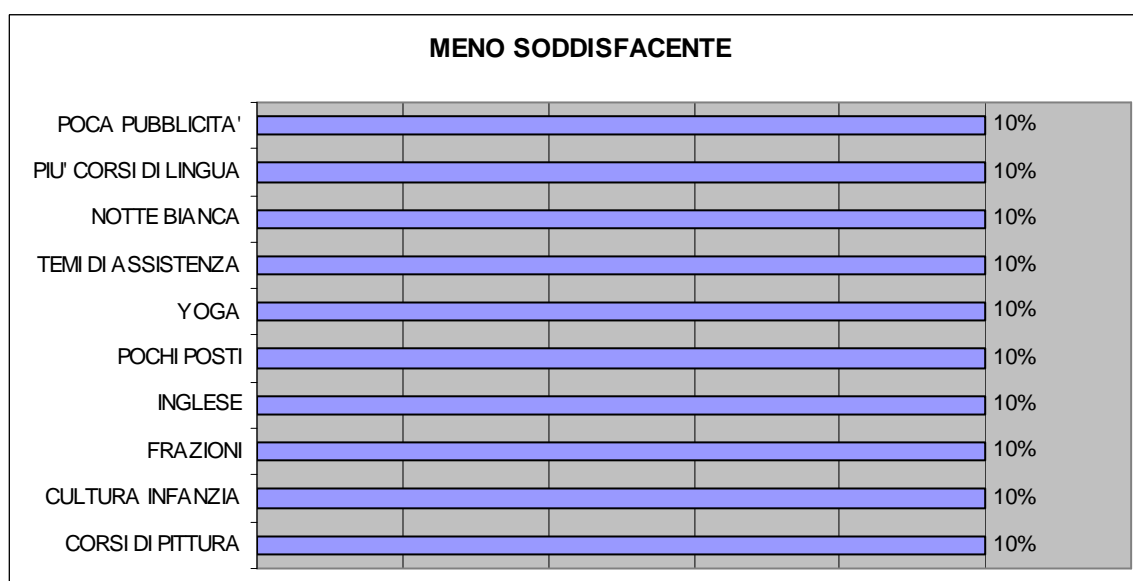 MENO SODDISFACENTE
POCA PUBBLICITA' 10%
PIU' CORSI DI LINGUA 10%
NOTTE BIANCA 10%
TEMI DI ASSISTENZA 10%
YOGA 10%
POCHI POSTI 10%
INGLESE 10%
FRAZIONI 10%
CULTURA INFANZIA 10%
CORSI DI PITTURA 10%